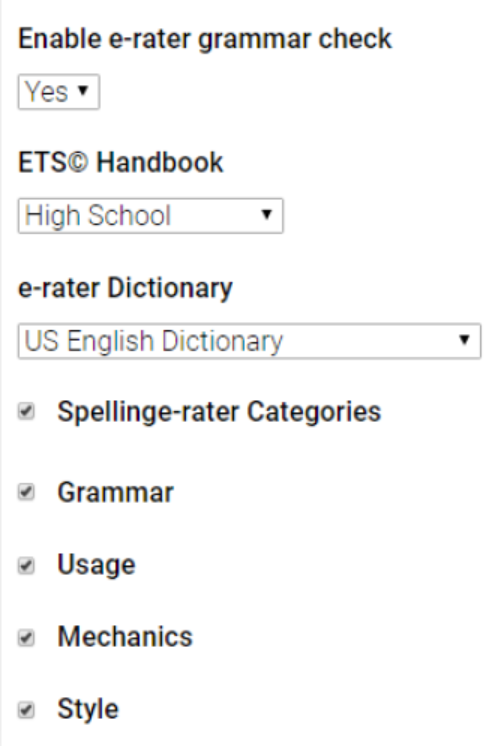 Enable e-rater grammar check
Yes
ETS© Handbook
High School
e-rater Dictionary
US English Dictionary
Spellinge-rater Categories
Grammar
Usage
Mechanics
Style